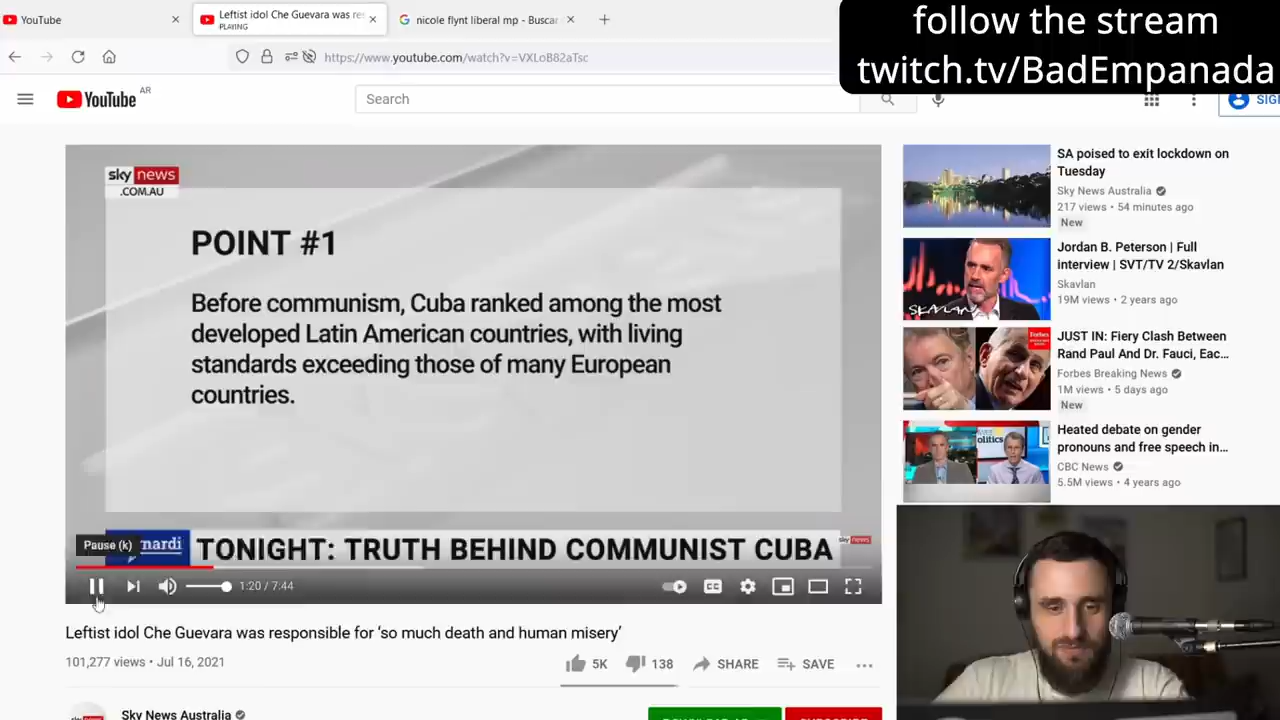 YouTube
Leftist idol Che Guevara was re
PLAYING
nicole flynt liberal mp - Buscar
follow the stream
twitch.tv/BadEmpanada
https://www.youtube.com/watch?v=VXLoB82aTsc
YouTube AR
Search
SIG
sky news
.COM.AU
POINT #1
Before communism, Cuba ranked among the most
developed Latin American countries, with living
standards exceeding those of many European
countries.
Pause (k)
nardi
TONIGHT: TRUTH BEHIND COMMUNIST CUBA
sky news
1:20 / 7:44
CC
Leftist idol Che Guevara was responsible for ‘so much death and human misery’
101,277 views • Jul 16, 2021
5K
138
SHARE
SAVE
Sky News Australia
SA poised to exit lockdown on
Tuesday
Sky News Australia
217 views • 54 minutes ago
New
SKAVLAN
Jordan B. Peterson | Full
interview | SVT/TV 2/Skavlan
Skavlan
19M views • 2 years ago
Forbes
JUST IN: Fiery Clash Between
Rand Paul And Dr. Fauci, Eac...
Forbes Breaking News
1M views • 5 days ago
New
olitics
Heated debate on gender
pronouns and free speech in...
CBC News
5.5M views • 4 years ago